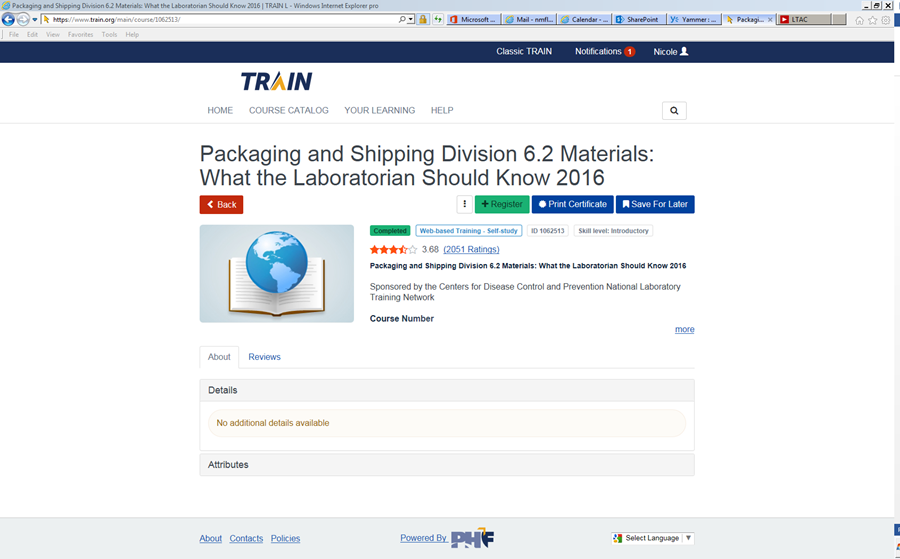 Packaging and Shipping Division 6.2 Materials: What the Laboratorian Should Know 2016 | TRAIN L - Windows Internet Explorer pro
https://www.train.org/main/course/1062513/
Microsoft ... Mail - nmfl... Calendar - ... SharePoint Yammer : ... Packagi... LTAC
File Edit View Favorites Tools Help
Classic TRAIN Notifications 1 Nicole
TRAIN
HOME COURSE CATALOG YOUR LEARNING HELP
Packaging and Shipping Division 6.2 Materials:
What the Laboratorian Should Know 2016
Back Register Print Certificate Save For Later
Completed Web-based Training - Self-study ID 1062513 Skill level: Introductory
3.68 (2051 Ratings)
Packaging and Shipping Division 6.2 Materials: What the Laboratorian Should Know 2016
Sponsored by the Centers for Disease Control and Prevention National Laboratory
Training Network
Course Number
more
About Reviews
Details
No additional details available
Attributes
About Contacts Policies Powered By PHF Select Language